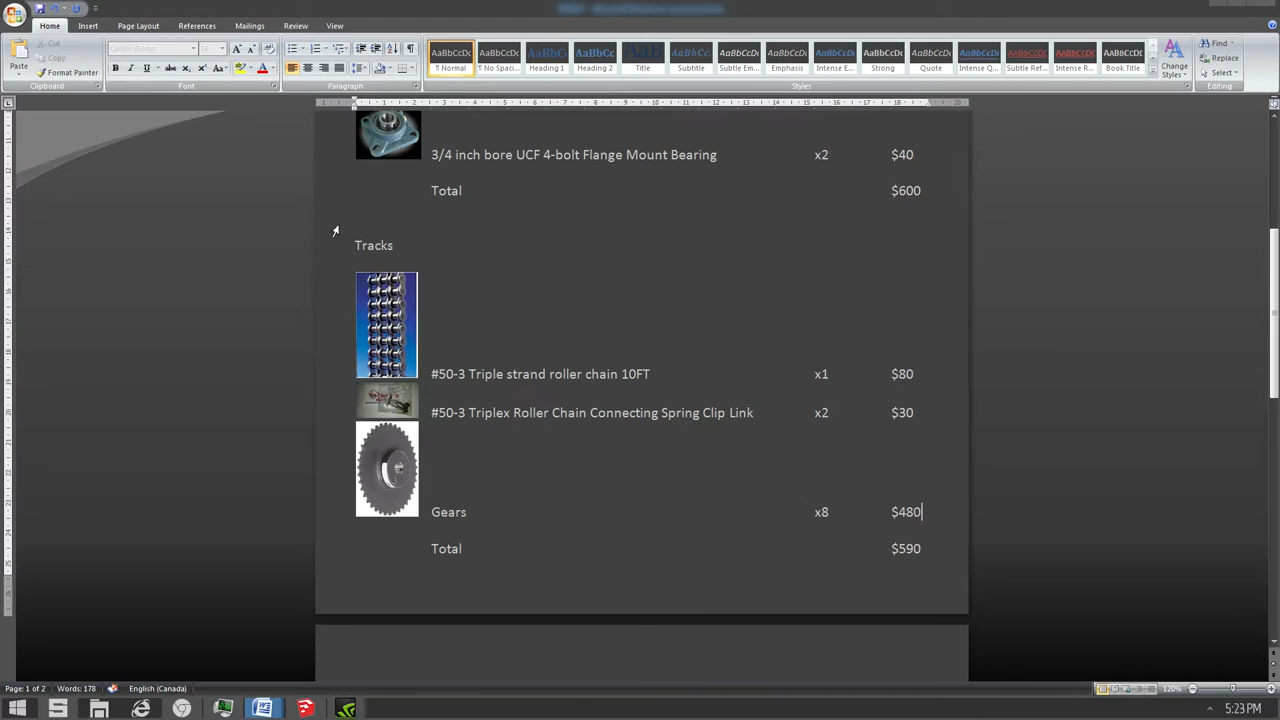 Home Insert Page Layout References Mailings Review View
Cut
Copy
Paste
Format Painter
Clipboard
Font
Paragraph
AaBbCcDc AaBbCcDc AaBbCc AaBbCc AaB AaBbCc AaBbCcDc AaBbCcDc AaBbCcDc AaBbCcDc AaBbCcDc AaBbCcDc AaBbCcDc AaBbCcDc AaBbCcDc
¶ Normal ¶ No Spaci... Heading 1 Heading 2 Title Subtitle Subtle Em... Emphasis Intense E... Strong Quote Intense Q... Subtle Ref... Intense R... Book Title
Styles
Change Styles
Find
Replace
Select
Editing
3/4 inch bore UCF 4-bolt Flange Mount Bearing x2 $40
Total $600
Tracks
#50-3 Triple strand roller chain 10FT x1 $80
#50-3 Triplex Roller Chain Connecting Spring Clip Link x2 $30
Gears x8 $480
Total $590
Page: 1 of 2 Words: 178 English (Canada) 120%
5:23 PM